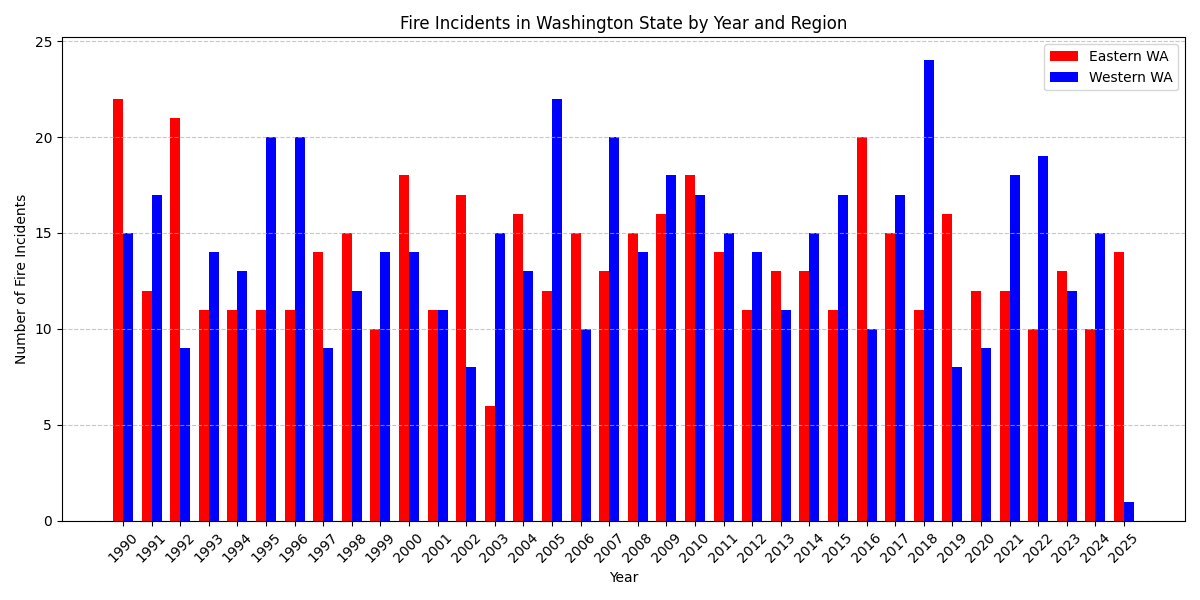 Fire Incidents in Washington State by Year and Region
Eastern WA
Western WA
Number of Fire Incidents
25
20
15
10
5
0
1990 1991 1992 1993 1994 1995 1996 1997 1998 1999 2000 2001 2002 2003 2004 2005 2006 2007 2008 2009 2010 2011 2012 2013 2014 2015 2016 2017 2018 2019 2020 2021 2022 2023 2024 2025
Year